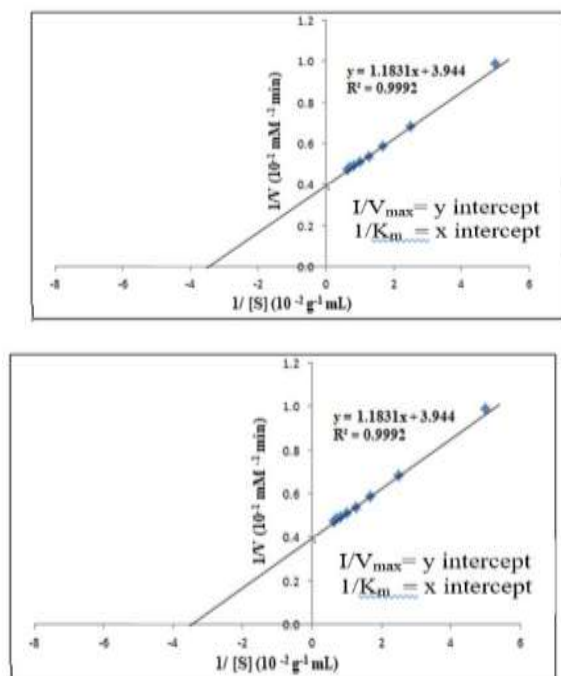 1.2
1.0
0.8
0.6
0.4
0.2
0.0
1/V (10⁻² mM⁻² min)
y = 1.1831x + 3.944
R² = 0.9992
I/Vmax= y intercept
1/Km = x intercept
-8 -6 -4 -2 0 2 4 6
1/ [S] (10⁻² g⁻¹ mL)
1.2
1.0
0.8
0.6
0.4
0.2
0.0
1/V (10⁻² mM⁻² min)
y = 1.1831x + 3.944
R² = 0.9992
I/Vmax= y intercept
1/Km = x intercept
-8 -6 -4 -2 0 2 4 6
1/ [S] (10⁻² g⁻¹ mL)